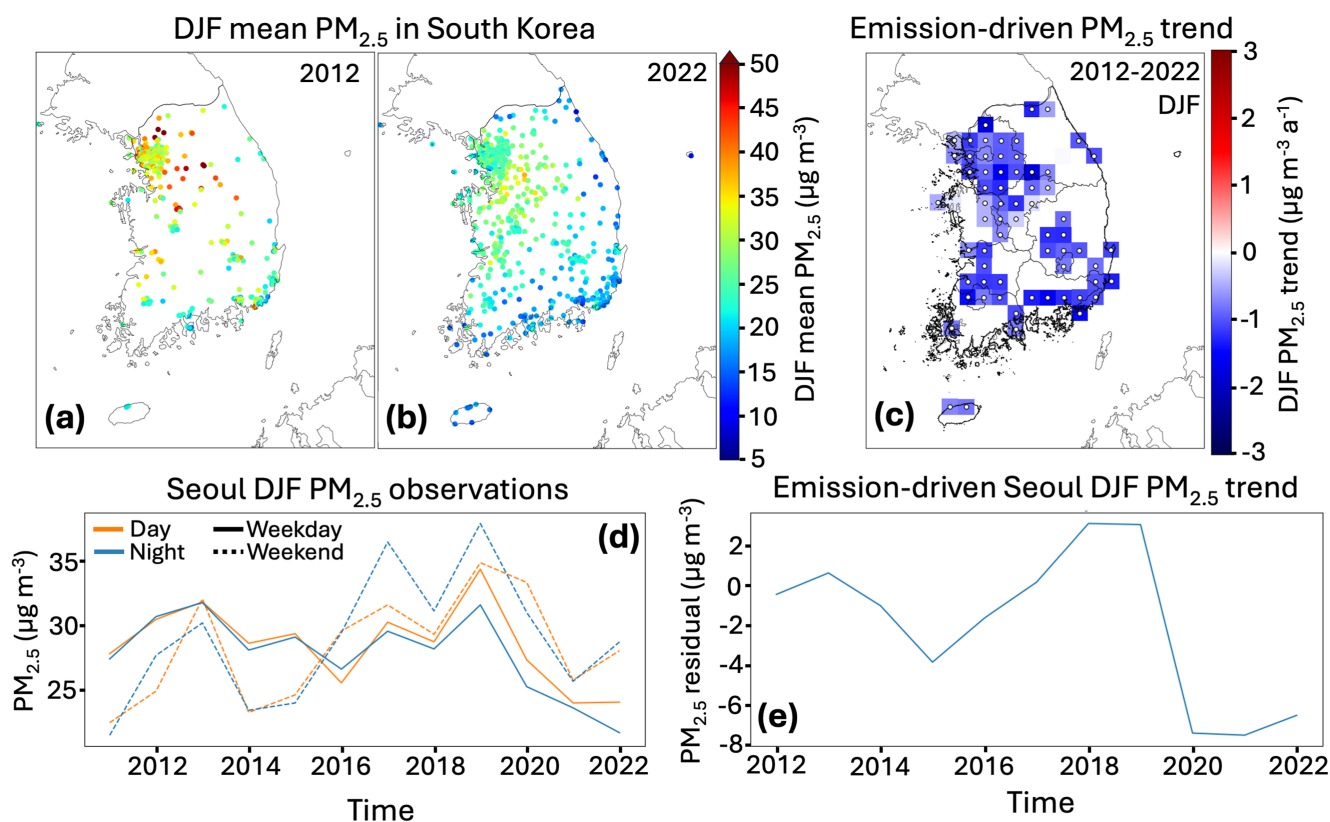 DJF mean PM2.5 in South Korea
Emission-driven PM2.5 trend
2012
2022
(a)
(b)
50
45
40
35
30
25
20
15
10
5
DJF mean PM2.5 (µg m-3)
2012-2022
DJF
(c)
3
2
1
0
-1
-2
-3
DJF PM2.5 trend (µg m-3 a-1)
Seoul DJF PM2.5 observations
Day
Night
Weekday
Weekend
(d)
35
30
25
PM2.5 (µg m-3)
2012 2014 2016 2018 2020 2022
Time
Emission-driven Seoul DJF PM2.5 trend
2
0
-2
-4
-6
-8
PM2.5 residual (µg m-3)
(e)
2012 2014 2016 2018 2020 2022
Time